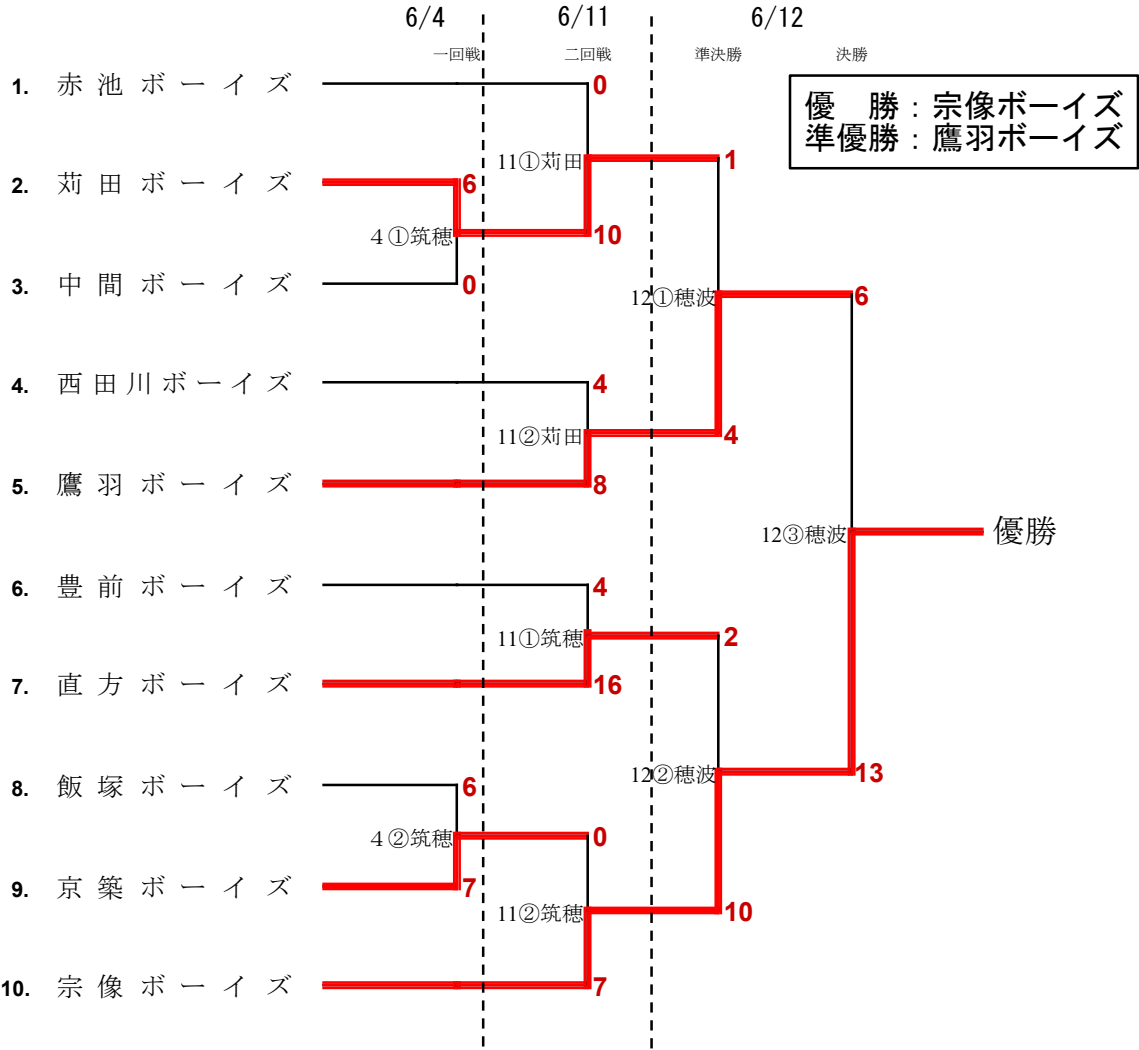 6/4 6/11 6/12
一回戦 二回戦 準決勝 決勝
優　勝：宗像ボーイズ
準優勝：鷹羽ボーイズ
1. 赤池ボーイズ 0
11①苅田 1
2. 苅田ボーイズ 6
4①筑穂 10
3. 中間ボーイズ 0
12①穂波 6
4. 西田川ボーイズ 4
11②苅田 4
5. 鷹羽ボーイズ 8
12③穂波 優勝
6. 豊前ボーイズ 4
11①筑穂 2
7. 直方ボーイズ 16
12②穂波 13
8. 飯塚ボーイズ 6
4②筑穂 0
9. 京築ボーイズ 7
11②筑穂 10
10. 宗像ボーイズ 7